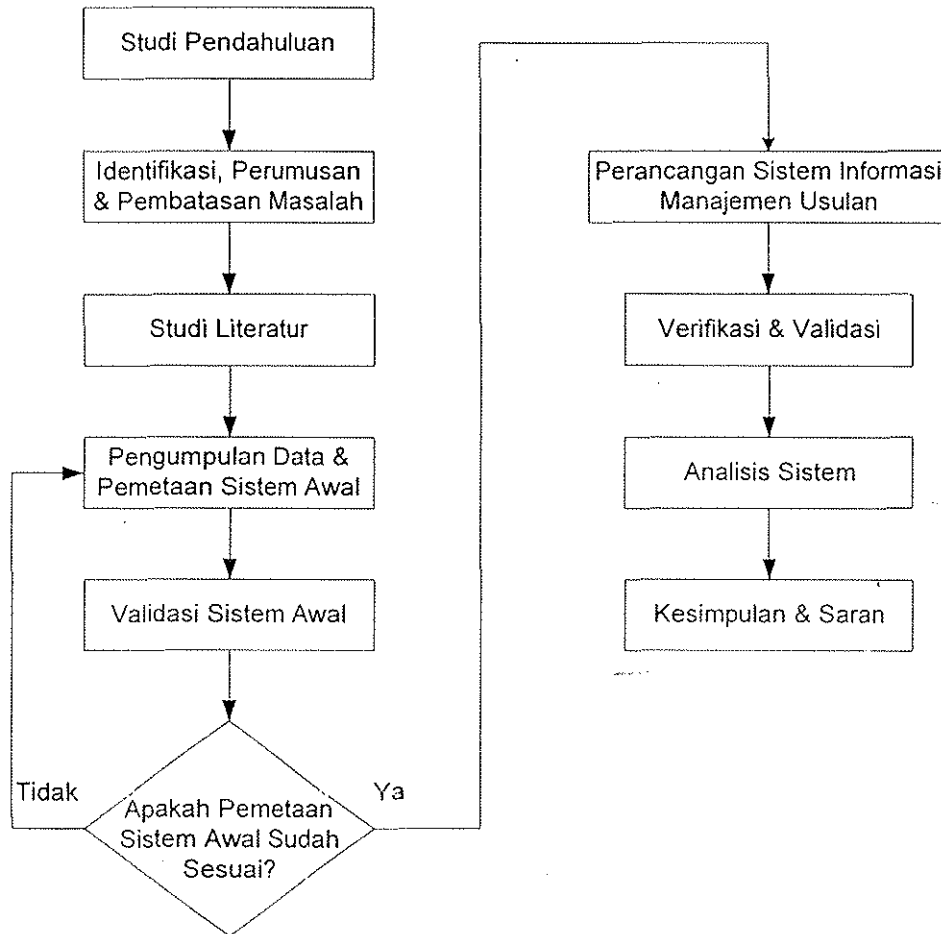 Studi Pendahuluan
Identifikasi, Perumusan
& Pembatasan Masalah
Studi Literatur
Pengumpulan Data &
Pemetaan Sistem Awal
Validasi Sistem Awal
Tidak
Ya
Apakah Pemetaan
Sistem Awal Sudah
Sesuai?
Perancangan Sistem Informasi
Manajemen Usulan
Verifikasi & Validasi
Analisis Sistem
Kesimpulan & Saran